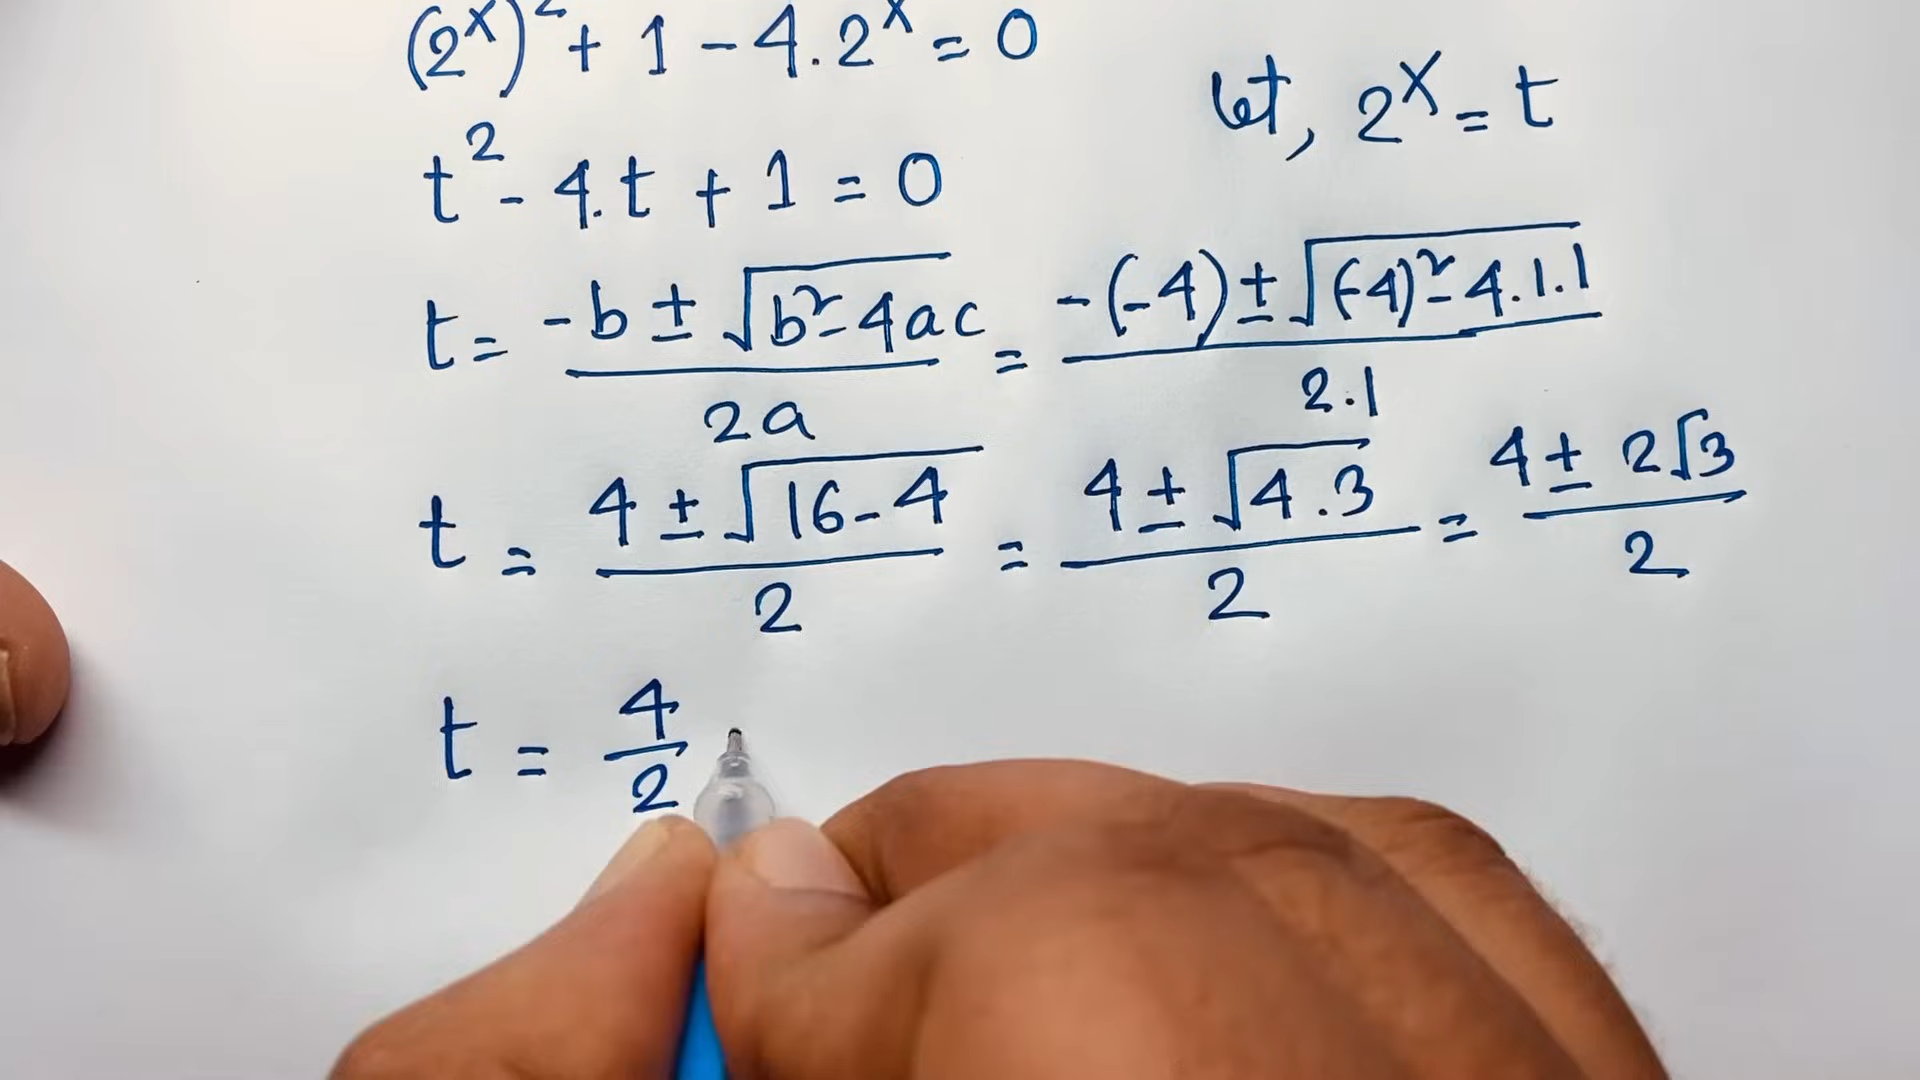 (2^x)^2 + 1 - 4.2^x = 0
let, 2^x = t
t^2 - 4.t + 1 = 0
t = (-b ± √(b^2 - 4ac))/(2a) = (-(-4) ± √((-4)^2 - 4.1.1))/(2.1)
t = (4 ± √(16 - 4))/2 = (4 ± √(4.3))/2 = (4 ± 2√3)/2
t = 4/2